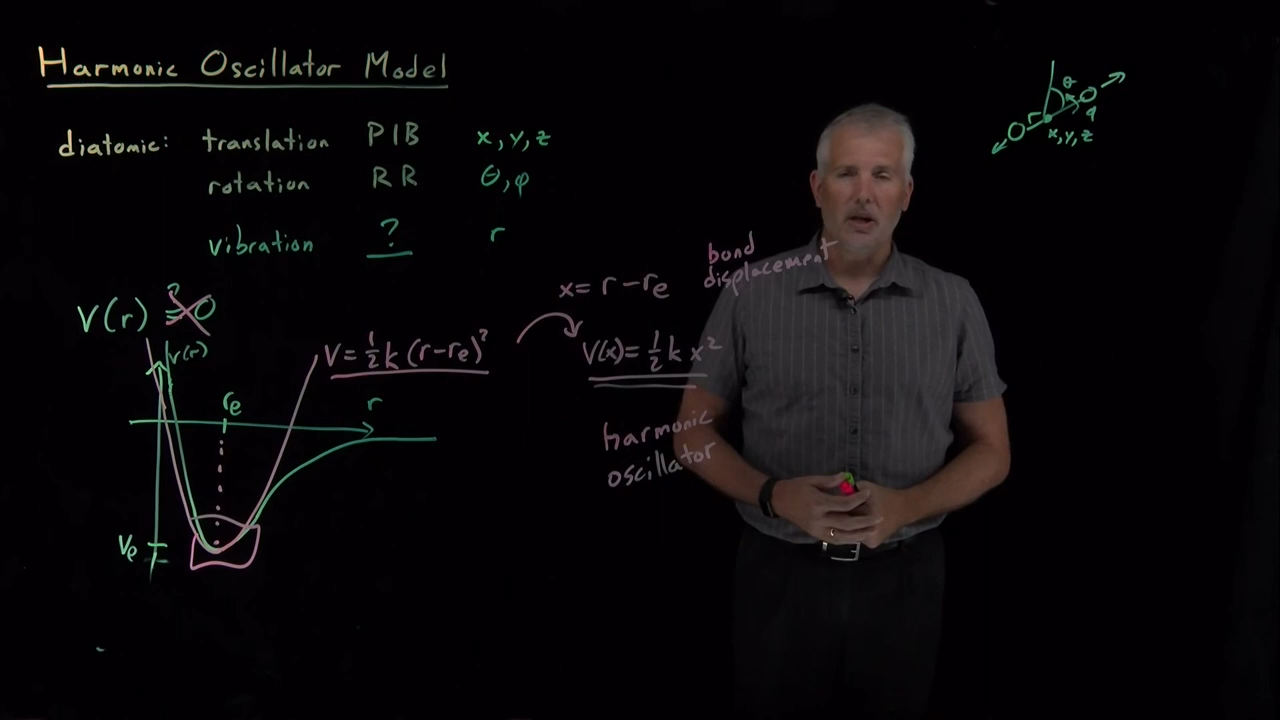 Harmonic Oscillator Model
diatomic: translation PIB x, y, z
rotation RR θ, φ
vibration ? r
V(r) ≟ 0
V(r)
re
r
Ve
V = ½ k (r-re)²
x = r - re
bond
displacement
V(x) = ½ k x²
harmonic
oscillator
r
θ
φ
x, y, z